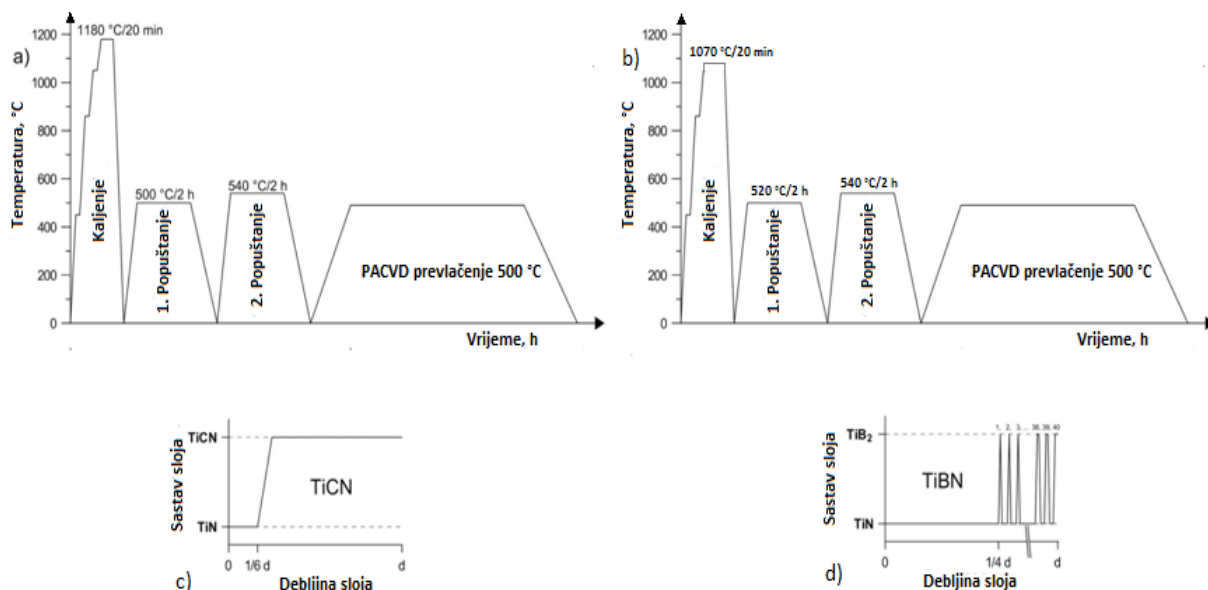 a)
1180 °C/20 min
1200
1000
800
600
400
200
0
Temperatura, °C
Kaljenje
500 °C/2 h
1. Popuštanje
540 °C/2 h
2. Popuštanje
PACVD prevlačenje 500 °C
Vrijeme, h
b)
1070 °C/20 min
1200
1000
800
600
400
200
0
Temperatura, °C
Kaljenje
520 °C/2 h
1. Popuštanje
540 °C/2 h
2. Popuštanje
PACVD prevlačenje 500 °C
Vrijeme, h
c)
Sastav sloja
TiCN
TiN
TiCN
0
1/6 d
d
Debljina sloja
d)
Sastav sloja
TiB₂
TiN
TiBN
1. 2. 3. ... 38. 39. 40
0
1/4 d
d
Debljina sloja